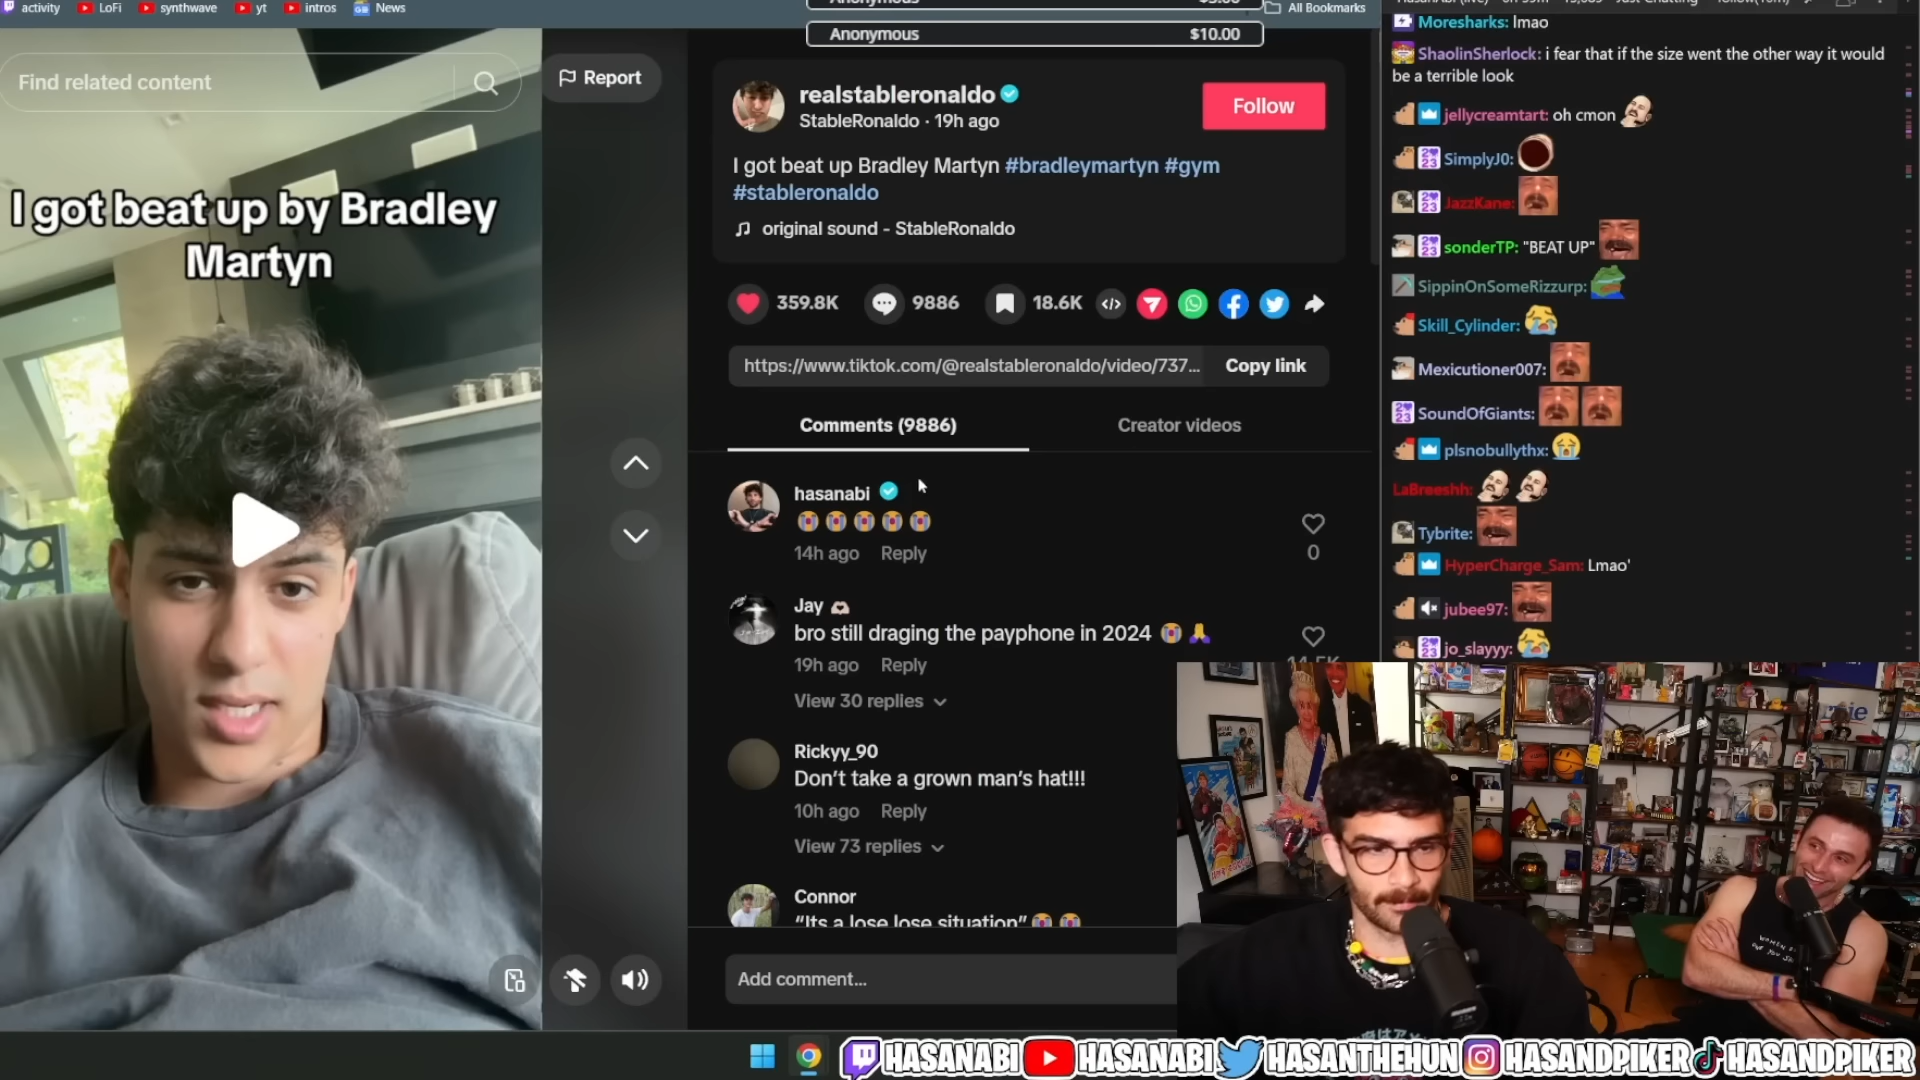 activity
LoFi
synthwave
yt
intros
News
Anonymous $5.00
Anonymous $10.00
All Bookmarks
Find related content
Report
I got beat up by Bradley
Martyn
realstableronaldo
StableRonaldo · 19h ago
Follow
I got beat up Bradley Martyn #bradleymartyn #gym
#stableronaldo
original sound - StableRonaldo
359.8K
9886
18.6K
https://www.tiktok.com/@realstableronaldo/video/737...
Copy link
Comments (9886)
Creator videos
hasanabi
14h ago Reply
0
Jay
bro still draging the payphone in 2024 😭🙏
19h ago Reply
View 30 replies
Rickyy_90
Don't take a grown man's hat!!!
10h ago Reply
View 73 replies
Connor
"Its a lose lose situation" 😭😭
Add comment...
Moresharks: lmao
ShaolinSherlock: i fear that if the size went the other way it would
be a terrible look
jellycreamtart: oh cmon
SimplyJ0:
JazzKane:
sonderTP: "BEAT UP"
SippinOnSomeRizzurp:
Skill_Cylinder:
Mexicutioner007:
SoundOfGiants:
plsnobullythx:
LaBreeshh:
Tybrite:
HyperCharge_Sam: Lmao'
jubee97:
jo_slayyy:
HASANABI
HASANABI
HASANTHEHUN
HASANDPIKER
HASANDPIKER